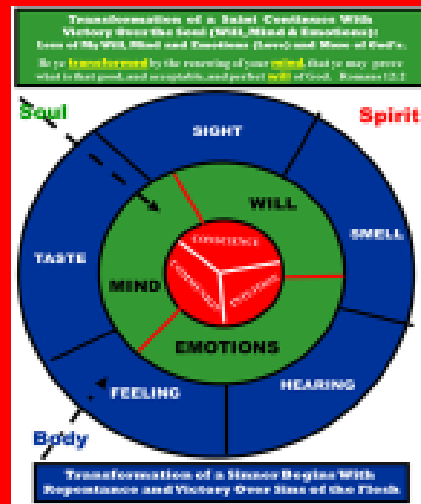 Transformation of a Saint Continues With
Victory Over the Soul (Will, Mind & Emotions):
Less of My Will, Mind and Emotions (Love) and More of God's.
Be ye transformed by the renewing of your mind, that ye may prove
what is that good, and acceptable, and perfect will of God. Romans 12:2
Soul
Spirit
SIGHT
WILL
SMELL
TASTE
CONSCIENCE
COMMUNION
INTUITION
MIND
EMOTIONS
FEELING
HEARING
Body
Transformation of a Sinner Begins With
Repentance and Victory Over Sins of the Flesh